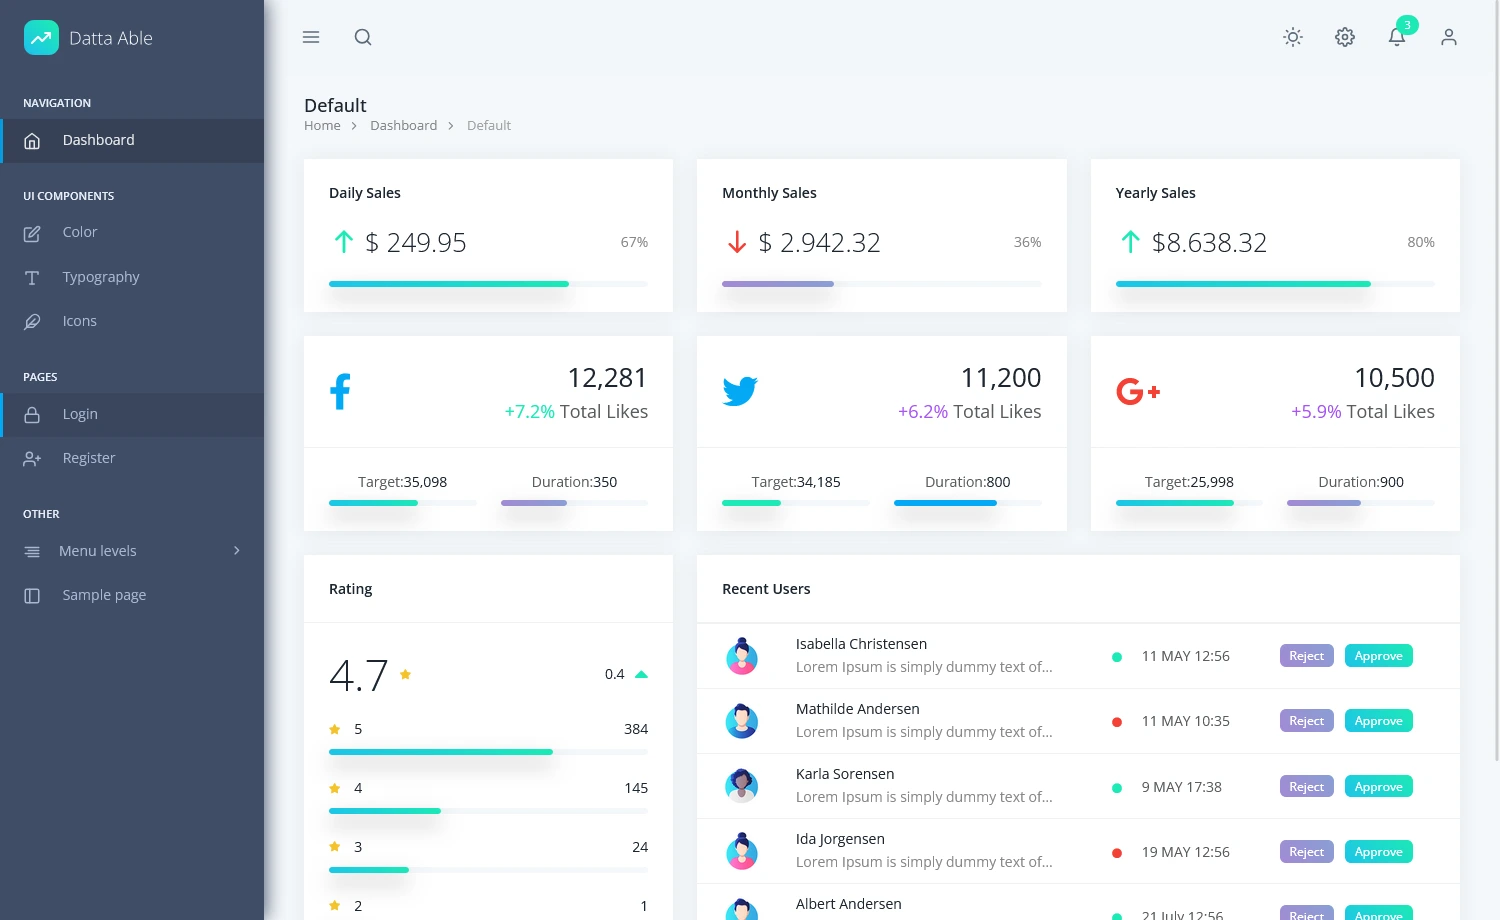 Datta Able
3
NAVIGATION
Dashboard
UI COMPONENTS
Color
Typography
Icons
PAGES
Login
Register
OTHER
Menu levels
Sample page
Default
Home > Dashboard > Default
Daily Sales
$ 249.95
67%
Monthly Sales
$ 2.942.32
36%
Yearly Sales
$8.638.32
80%
12,281
+7.2% Total Likes
Target:35,098
Duration:350
11,200
+6.2% Total Likes
Target:34,185
Duration:800
G+
10,500
+5.9% Total Likes
Target:25,998
Duration:900
Rating
4.7
0.4
5 384
4 145
3 24
2 1
Recent Users
Isabella Christensen
Lorem Ipsum is simply dummy text of...
11 MAY 12:56
Reject Approve
Mathilde Andersen
Lorem Ipsum is simply dummy text of...
11 MAY 10:35
Reject Approve
Karla Sorensen
Lorem Ipsum is simply dummy text of...
9 MAY 17:38
Reject Approve
Ida Jorgensen
Lorem Ipsum is simply dummy text of...
19 MAY 12:56
Reject Approve
Albert Andersen
21 July 12:56
Reject Approve